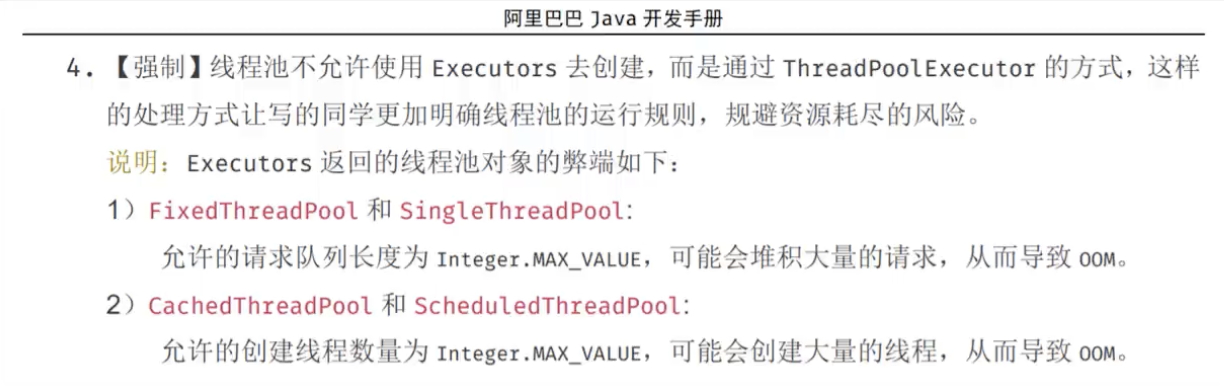 阿里巴巴 Java 开发手册
4. 【强制】线程池不允许使用 Executors 去创建，而是通过 ThreadPoolExecutor 的方式，这样
的处理方式让写的同学更加明确线程池的运行规则，规避资源耗尽的风险。
说明：Executors 返回的线程池对象的弊端如下：
1）FixedThreadPool 和 SingleThreadPool:
允许的请求队列长度为 Integer.MAX_VALUE，可能会堆积大量的请求，从而导致 OOM。
2）CachedThreadPool 和 ScheduledThreadPool:
允许的创建线程数量为 Integer.MAX_VALUE，可能会创建大量的线程，从而导致 OOM。